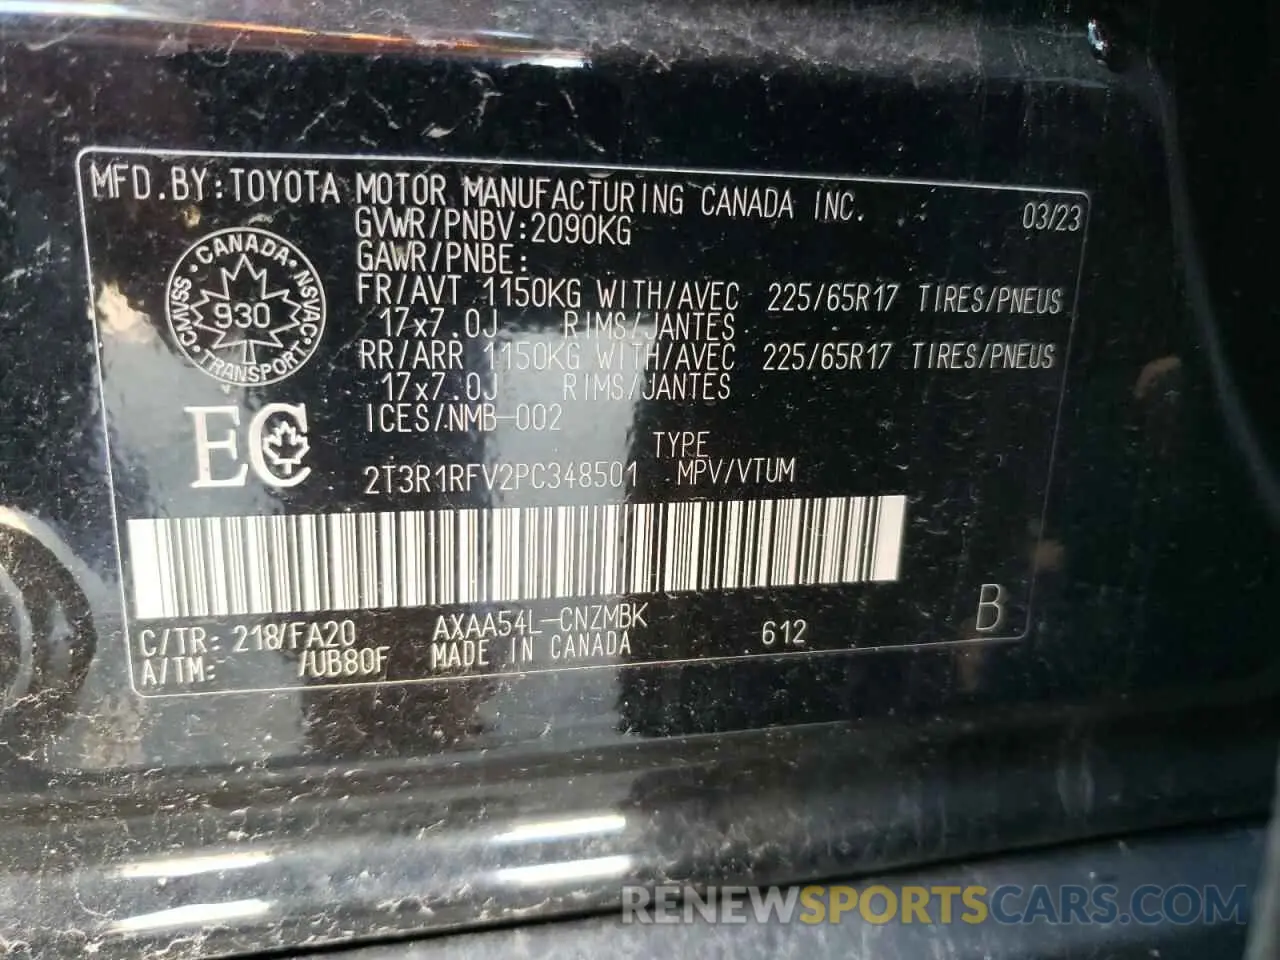 MFD.BY:TOYOTA MOTOR MANUFACTURING CANADA INC. 03/23
GVWR/PNBV:2090KG
GAWR/PNBE:
FR/AVT 1150KG WITH/AVEC 225/65R17 TIRES/PNEUS
17x7.0J RIMS/JANTES
RR/ARR 1150KG WITH/AVEC 225/65R17 TIRES/PNEUS
17x7.0J RIMS/JANTES
ICES/NMB-002
CANADA
CMVSS 930 NSVAC
TRANSPORT
EC
TYPE
2T3R1RFV2PC348501 MPV/VTUM
C/TR: 218/FA20 AXAA54L-CNZMBK 612 B
A/TM: /UB80F MADE IN CANADA
RENEWSPORTSCARS.COM